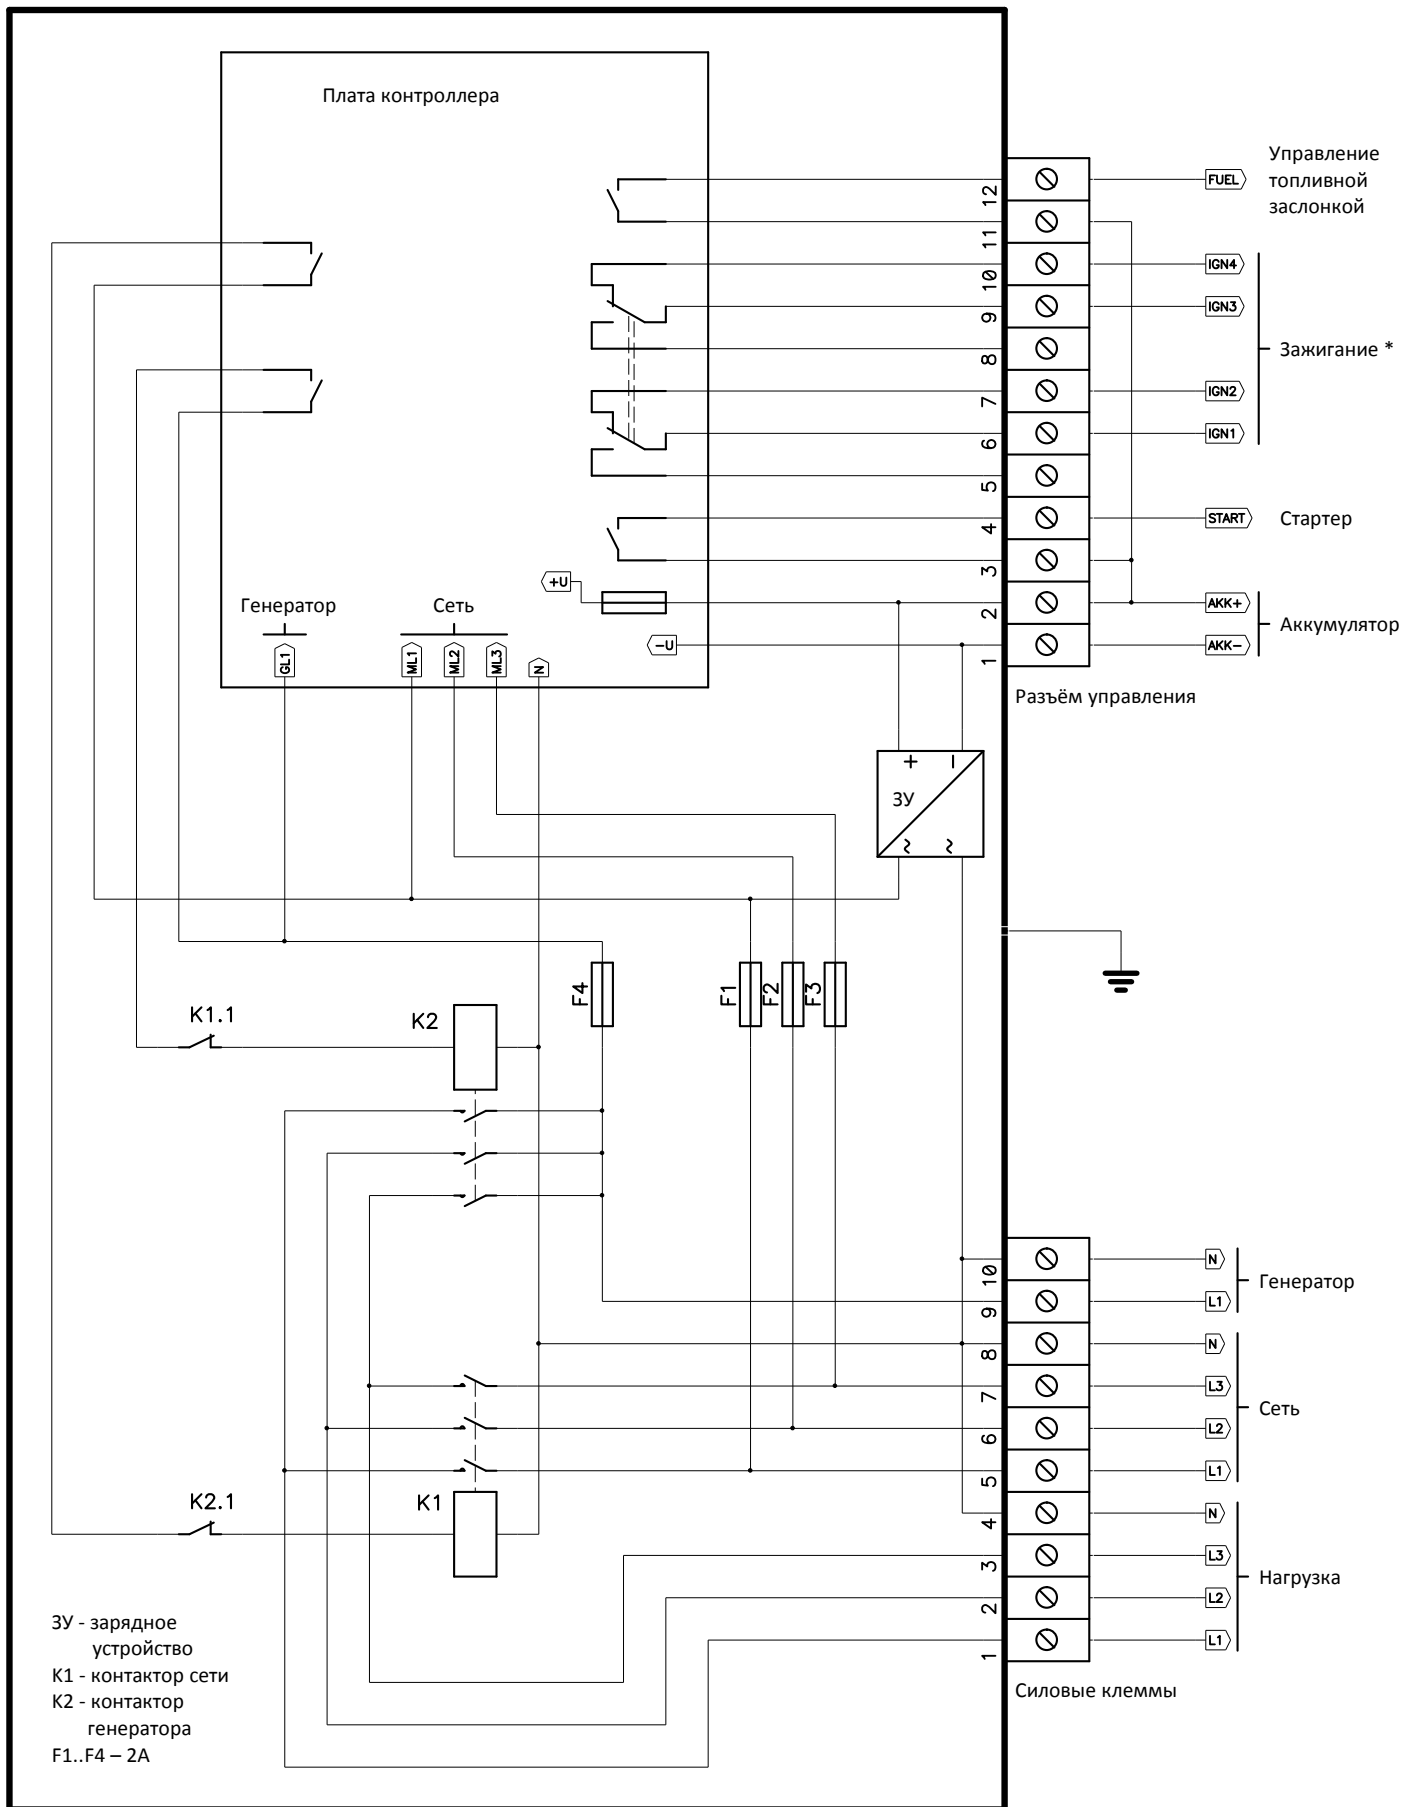 Плата контроллера
Управление
топливной
заслонкой
FUEL
12
11
IGN4
10
IGN3
9
Зажигание *
8
IGN2
7
IGN1
6
5
START
Стартер
4
3
+U
AKK+
2
Аккумулятор
-U
AKK-
1
Разъём управления
Генератор
Сеть
GL1
ML1
ML2
ML3
N
+
–
ЗУ
~
~
F4
F1
F2
F3
K1.1
K2
N
10
Генератор
L1
9
N
8
L3
7
Сеть
L2
6
L1
5
K2.1
K1
N
4
L3
3
Нагрузка
L2
2
L1
1
Силовые клеммы
ЗУ - зарядное
устройство
K1 - контактор сети
K2 - контактор
генератора
F1..F4 – 2A